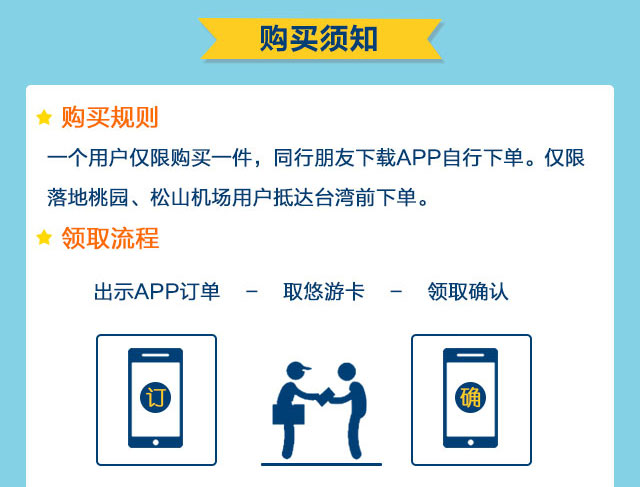 购买须知
购买规则
一个用户仅限购买一件，同行朋友下载APP自行下单。仅限
落地桃园、松山机场用户抵达台湾前下单。
领取流程
出示APP订单 - 取悠游卡 - 领取确认
订 确